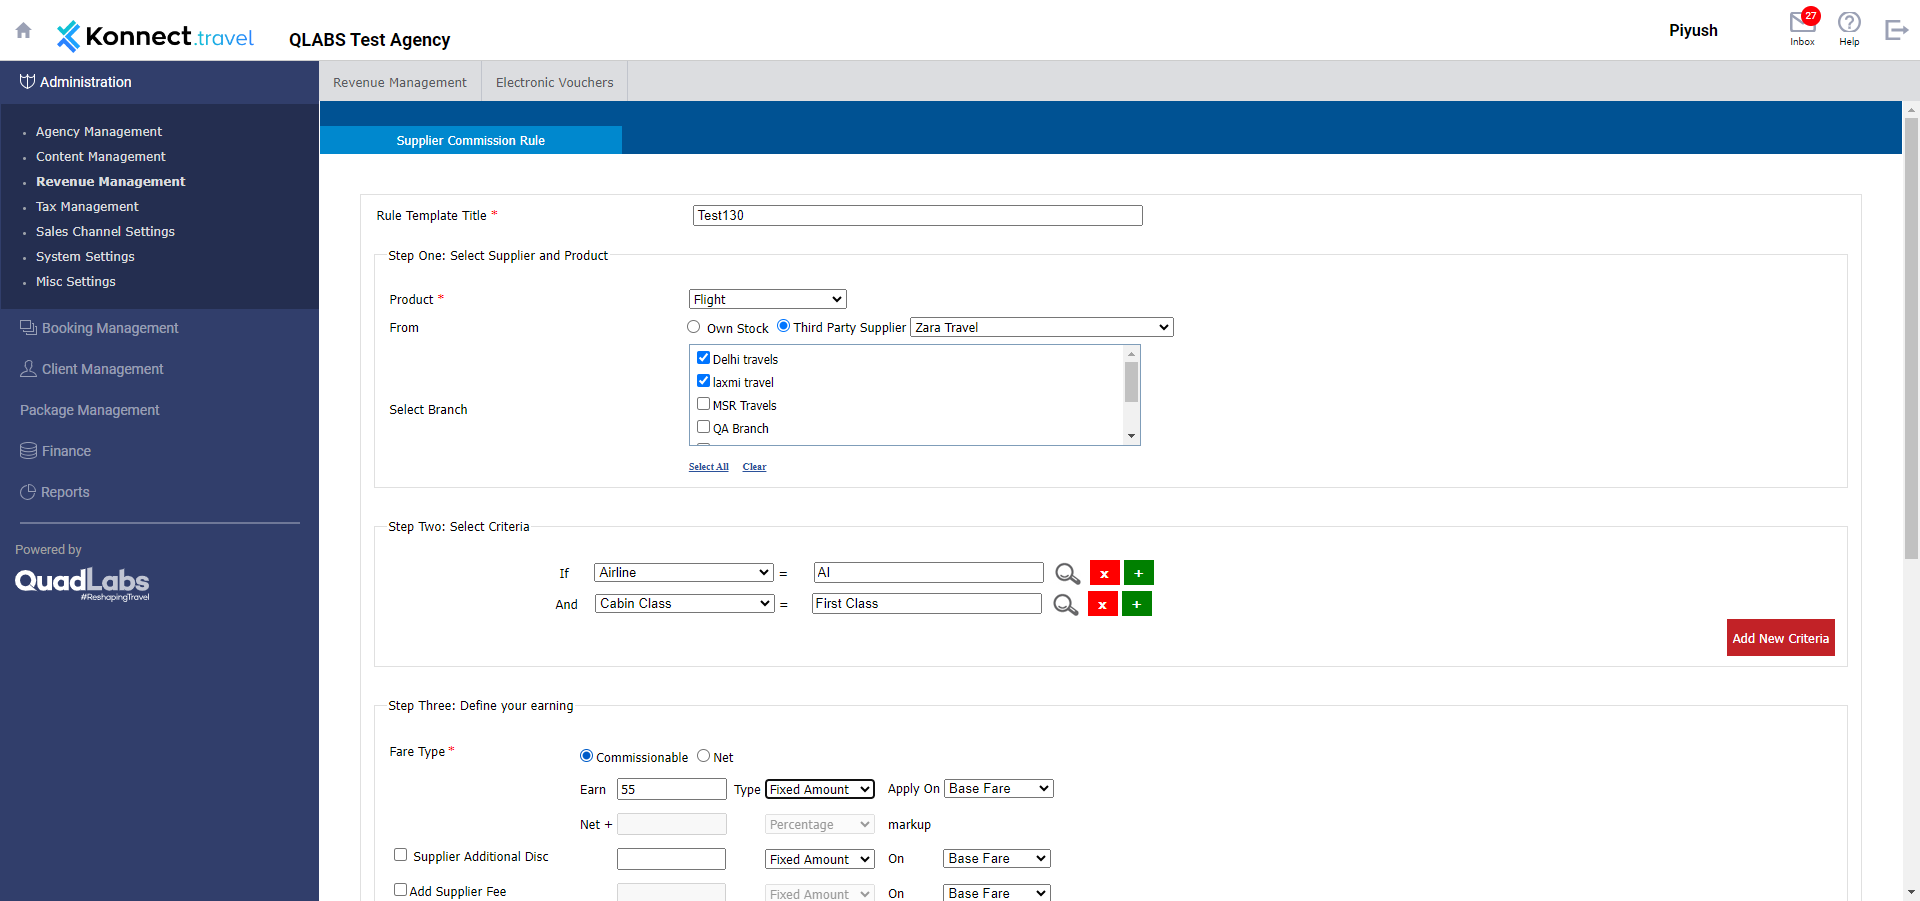 Konnect.travel
QLABS Test Agency
Piyush
27
Inbox
Help
Administration
Agency Management
Content Management
Revenue Management
Tax Management
Sales Channel Settings
System Settings
Misc Settings
Booking Management
Client Management
Package Management
Finance
Reports
Powered by
QuadLabs
#ReshapingTravel
Revenue Management
Electronic Vouchers
Supplier Commission Rule
Rule Template Title *
Test130
Step One: Select Supplier and Product
Product *
Flight
From
Own Stock
Third Party Supplier
Zara Travel
Select Branch
Delhi travels
laxmi travel
MSR Travels
QA Branch
Select All
Clear
Step Two: Select Criteria
If
Airline
=
AI
x
+
And
Cabin Class
=
First Class
x
+
Add New Criteria
Step Three: Define your earning
Fare Type *
Commissionable
Net
Earn
55
Type
Fixed Amount
Apply On
Base Fare
Net +
Percentage
markup
Supplier Additional Disc
Fixed Amount
On
Base Fare
Add Supplier Fee
Fixed Amount
On
Base Fare